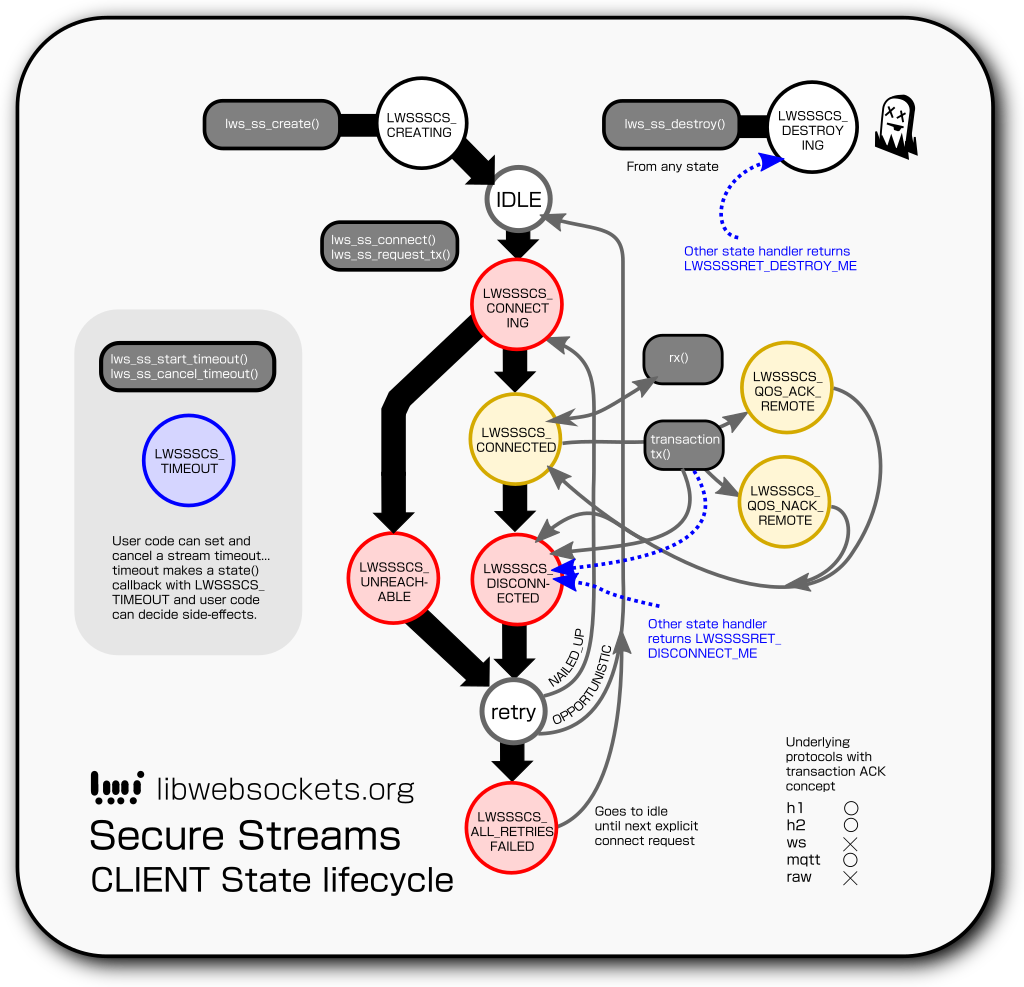 lws_ss_create()
LWSSSCS_
CREATING
lws_ss_destroy()
LWSSSCS_
DESTROY
ING
From any state
IDLE
lws_ss_connect()
lws_ss_request_tx()
Other state handler returns
LWSSSSRET_DESTROY_ME
LWSSSCS_
CONNECT
ING
lws_ss_start_timeout()
lws_ss_cancel_timeout()
rx()
LWSSSCS_
QOS_ACK_
REMOTE
LWSSSCS_
TIMEOUT
LWSSSCS_
CONNECTED
transaction
tx()
LWSSSCS_
QOS_NACK_
REMOTE
User code can set and
cancel a stream timeout...
timeout makes a state()
callback with LWSSSCS_
TIMEOUT and user code
can decide side-effects.
LWSSSCS_
UNREACH-
ABLE
LWSSSCS_
DISCONN-
ECTED
Other state handler
returns LWSSSSRET_
DISCONNECT_ME
NAILED_UP
OPPORTUNISTIC
retry
LWSSSCS_
ALL_RETRIES
FAILED
Goes to idle
until next explicit
connect request
Underlying
protocols with
transaction ACK
concept
h1 ○
h2 ○
ws ×
mqtt ○
raw ×
libwebsockets.org
Secure Streams
CLIENT State lifecycle